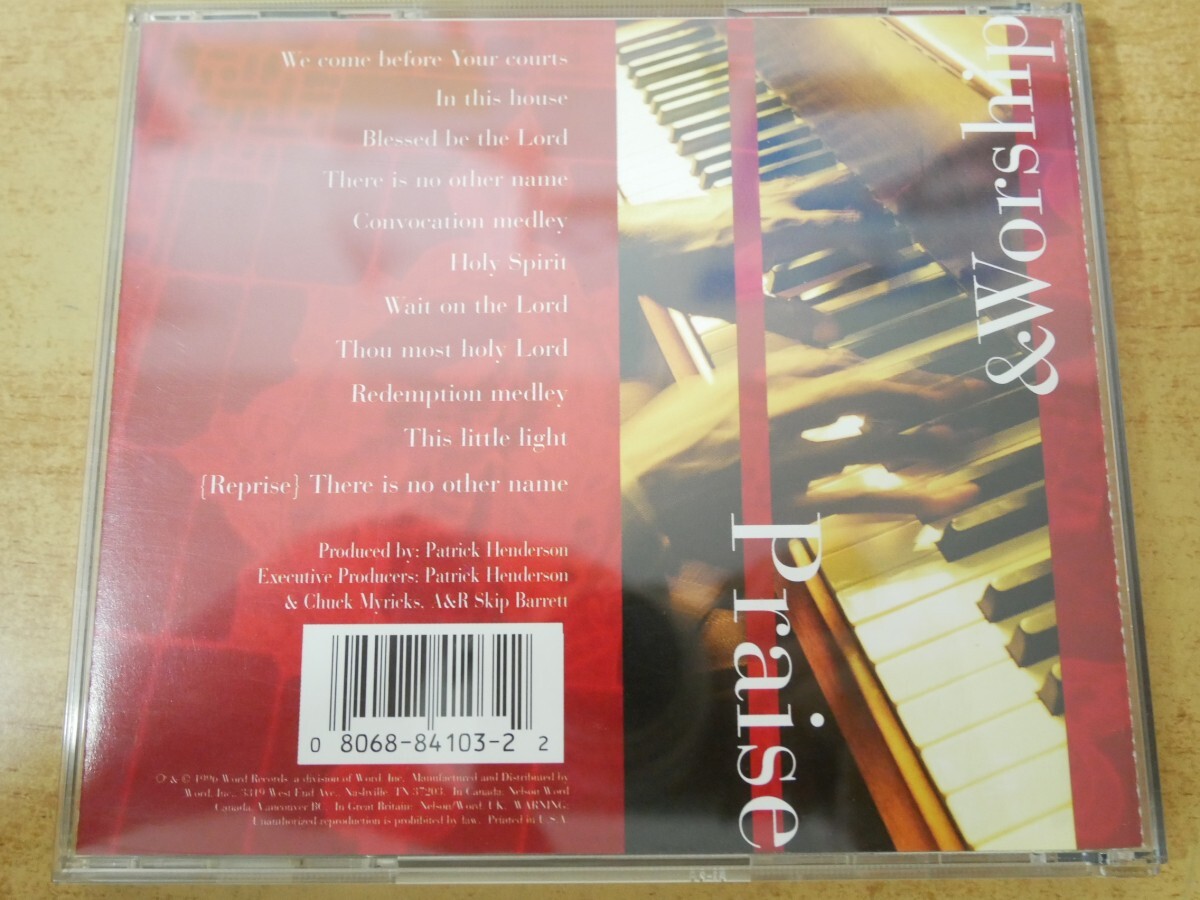 We come before Your courts
In this house
Blessed be the Lord
There is no other name
Convocation medley
Holy Spirit
Wait on the Lord
Thou most holy Lord
Redemption medley
This little light
{Reprise} There is no other name
Produced by: Patrick Henderson
Executive Producers: Patrick Henderson
& Chuck Myricks, A&R Skip Barrett
0 8068-84103-2 2
℗ & © 1996 Word Records, a division of Word, Inc. Manufactured and Distributed by
Word, Inc., 3319 West End Ave., Nashville, TN 37203. In Canada: Nelson Word
Canada, Vancouver BC. In Great Britain: Nelson/Word UK. WARNING:
Unauthorized reproduction is prohibited by law. Printed in U.S.A.
Praise
&Worship